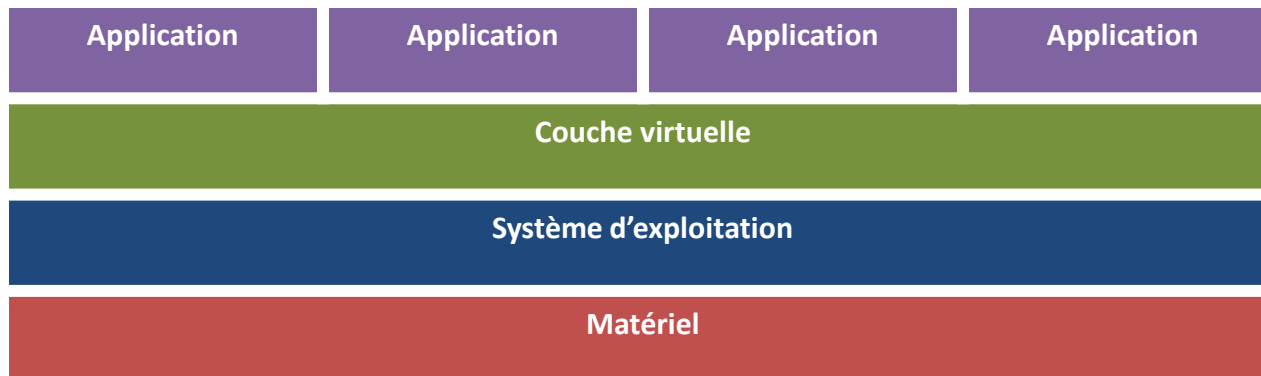 Application Application Application Application
Couche virtuelle
Système d’exploitation
Matériel